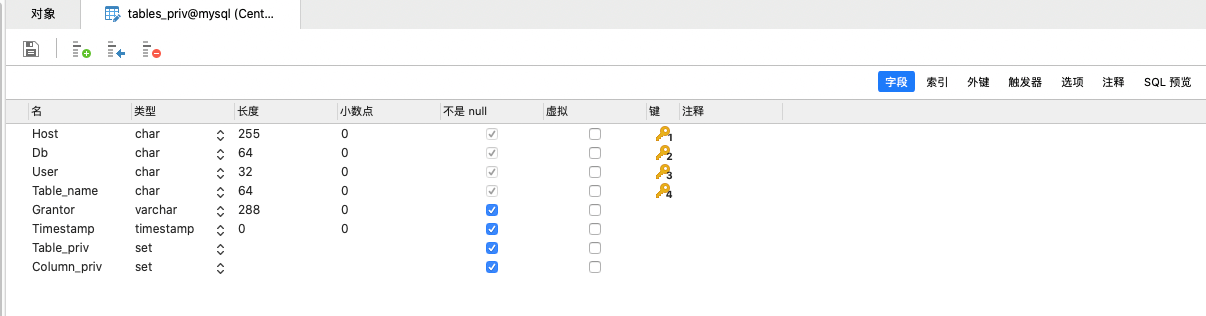 对象 tables_priv@mysql (Cent...
字段 索引 外键 触发器 选项 注释 SQL 预览
名 类型 长度 小数点 不是 null 虚拟 键 注释
Host char 255 0 1
Db char 64 0 2
User char 32 0 3
Table_name char 64 0 4
Grantor varchar 288 0
Timestamp timestamp 0 0
Table_priv set
Column_priv set